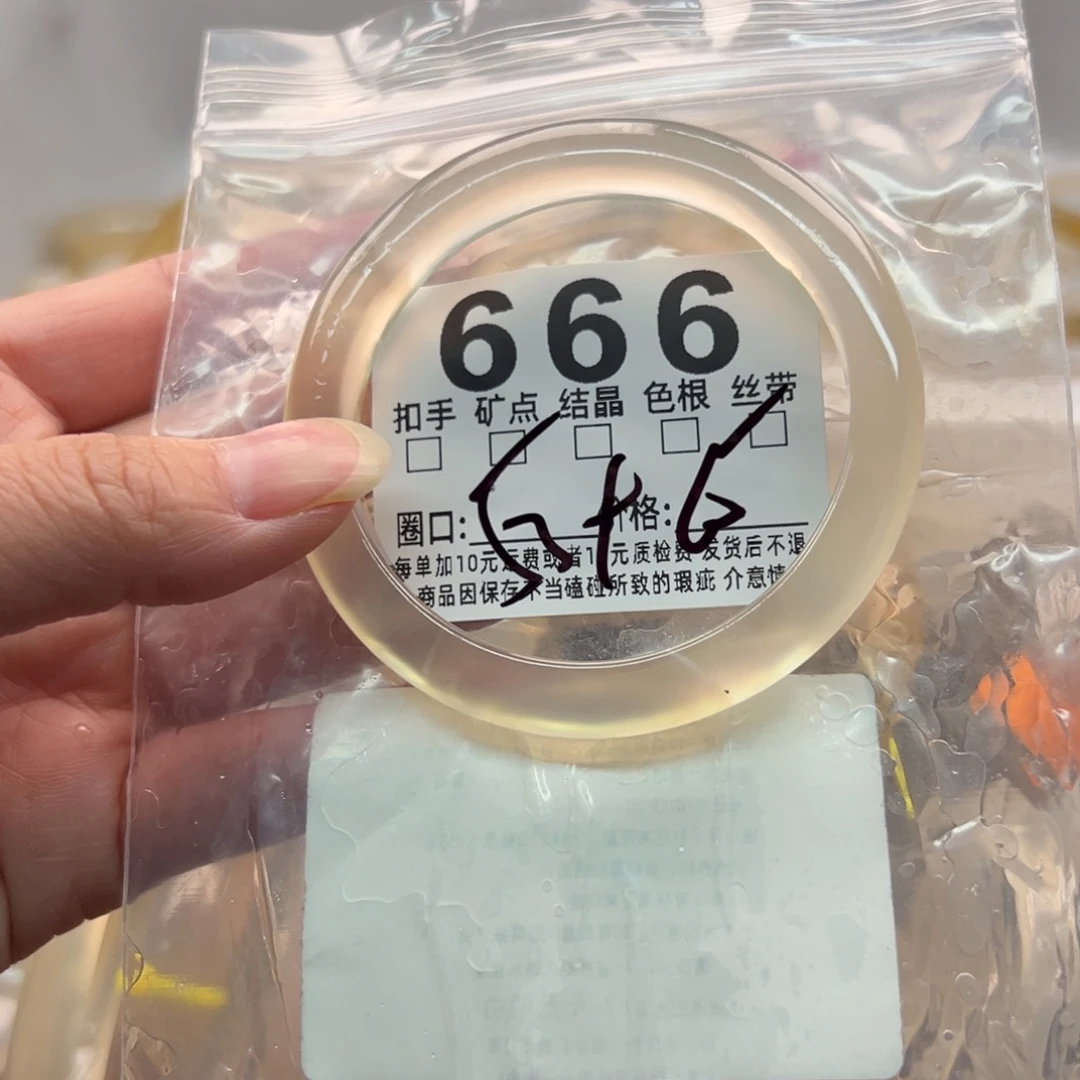 666
扣手 矿点 结晶 色根 丝带
圈口: 价格:
每单加10元运费或者1元质检费 发货后不退
商品因保存不当磕碰所致的瑕疵 介意慎